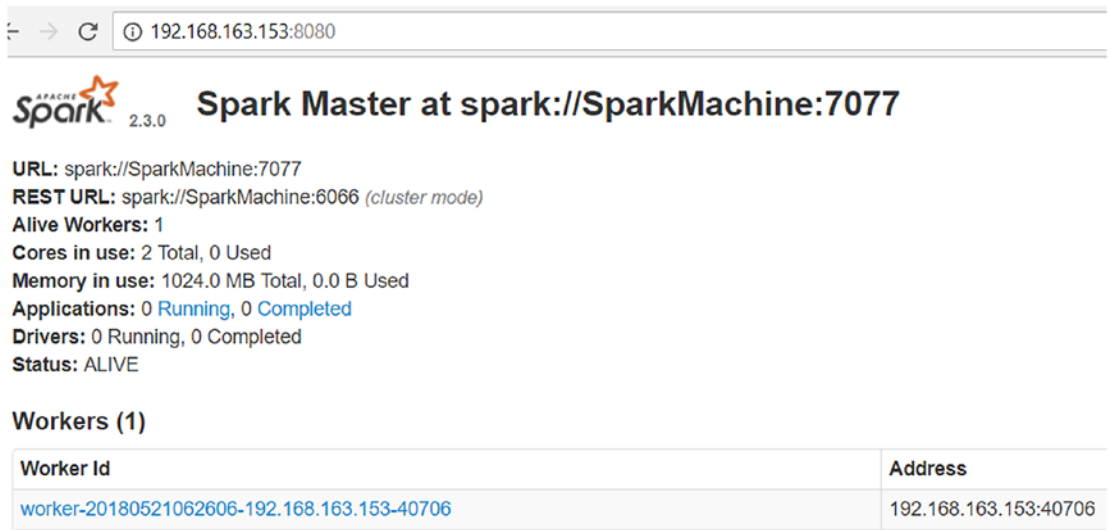 192.168.163.153:8080
APACHE
Spark 2.3.0 Spark Master at spark://SparkMachine:7077
URL: spark://SparkMachine:7077
REST URL: spark://SparkMachine:6066 (cluster mode)
Alive Workers: 1
Cores in use: 2 Total, 0 Used
Memory in use: 1024.0 MB Total, 0.0 B Used
Applications: 0 Running, 0 Completed
Drivers: 0 Running, 0 Completed
Status: ALIVE
Workers (1)
Worker Id Address
worker-20180521062606-192.168.163.153-40706 192.168.163.153:40706